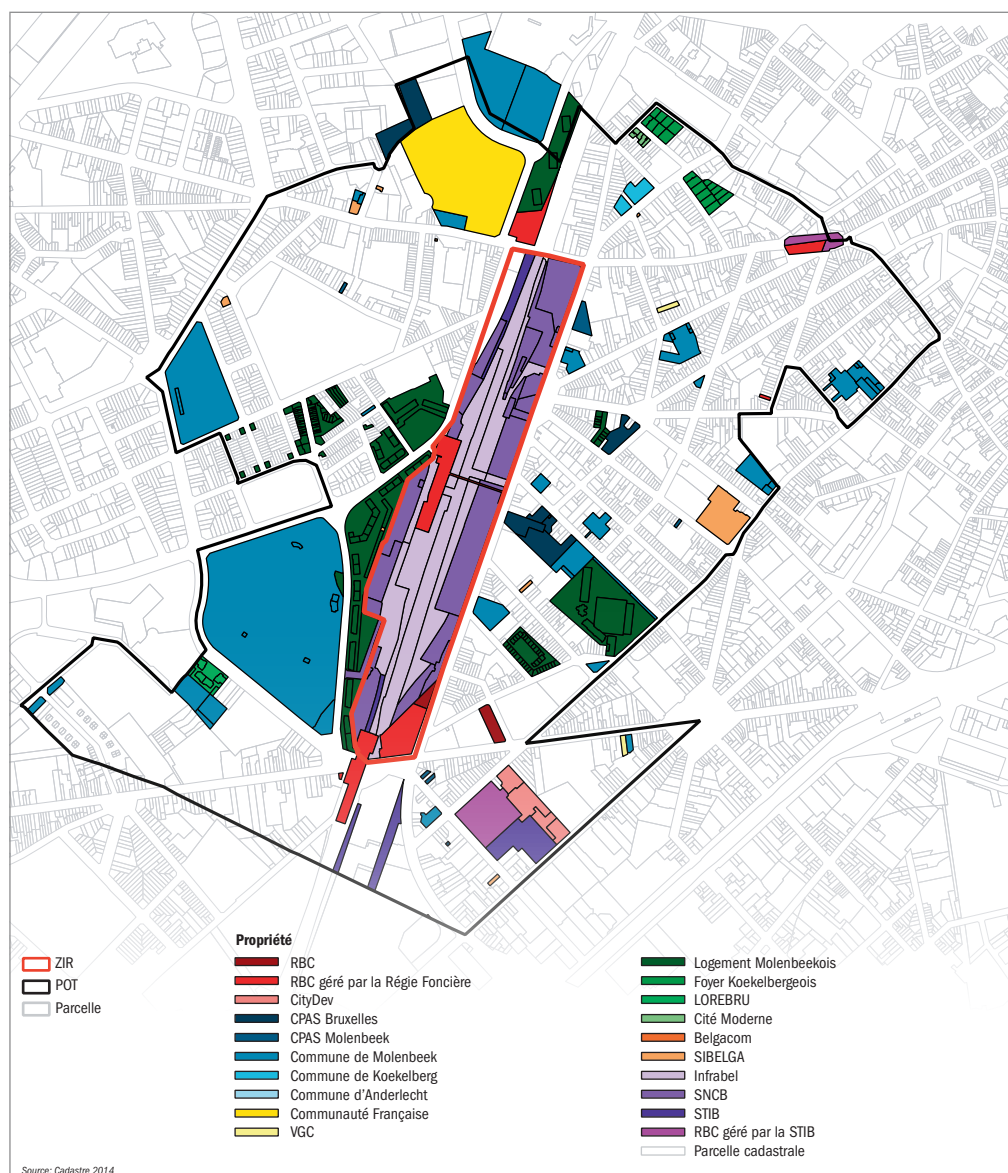 ZIR
POT
Parcelle
Propriété
RBC
RBC géré par la Régie Foncière
CityDev
CPAS Bruxelles
CPAS Molenbeek
Commune de Molenbeek
Commune de Koekelberg
Commune d'Anderlecht
Communauté Française
VGC
Logement Molenbeekois
Foyer Koekelbergeois
LOREBRU
Cité Moderne
Belgacom
SIBELGA
Infrabel
SNCB
STIB
RBC géré par la STIB
Parcelle cadastrale
Source: Cadastre 2014